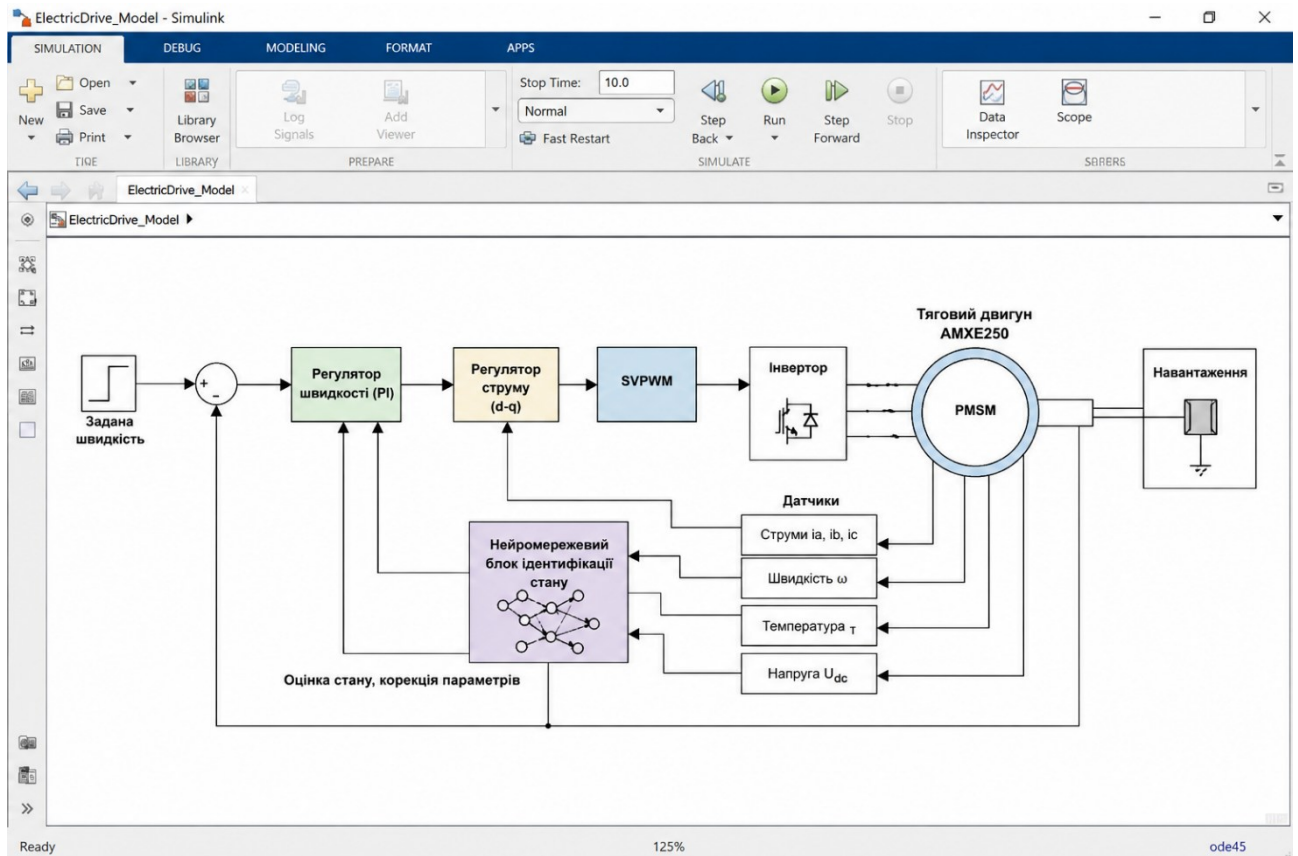 ElectricDrive_Model - Simulink
SIMULATION DEBUG MODELING FORMAT APPS
New
Open
Save
Print
TIQE
Library
Browser
LIBRARY
Log
Signals
Add
Viewer
PREPARE
Stop Time: 10.0
Normal
Fast Restart
Step
Back
Run
Step
Forward
Stop
SIMULATE
Data
Inspector
Scope
SBRERS
ElectricDrive_Model
ElectricDrive_Model
Тяговий двигун
AMXE250
Задана
швидкість
+
-
Регулятор
швидкості (PI)
Регулятор
струму
(d-q)
SVPWM
Інвертор
PMSM
Навантаження
Датчики
Струми ia, ib, ic
Швидкість ω
Температура т
Напруга Udc
Нейромережевий
блок ідентифікації
стану
Оцінка стану, корекція параметрів
Ready 125% ode45